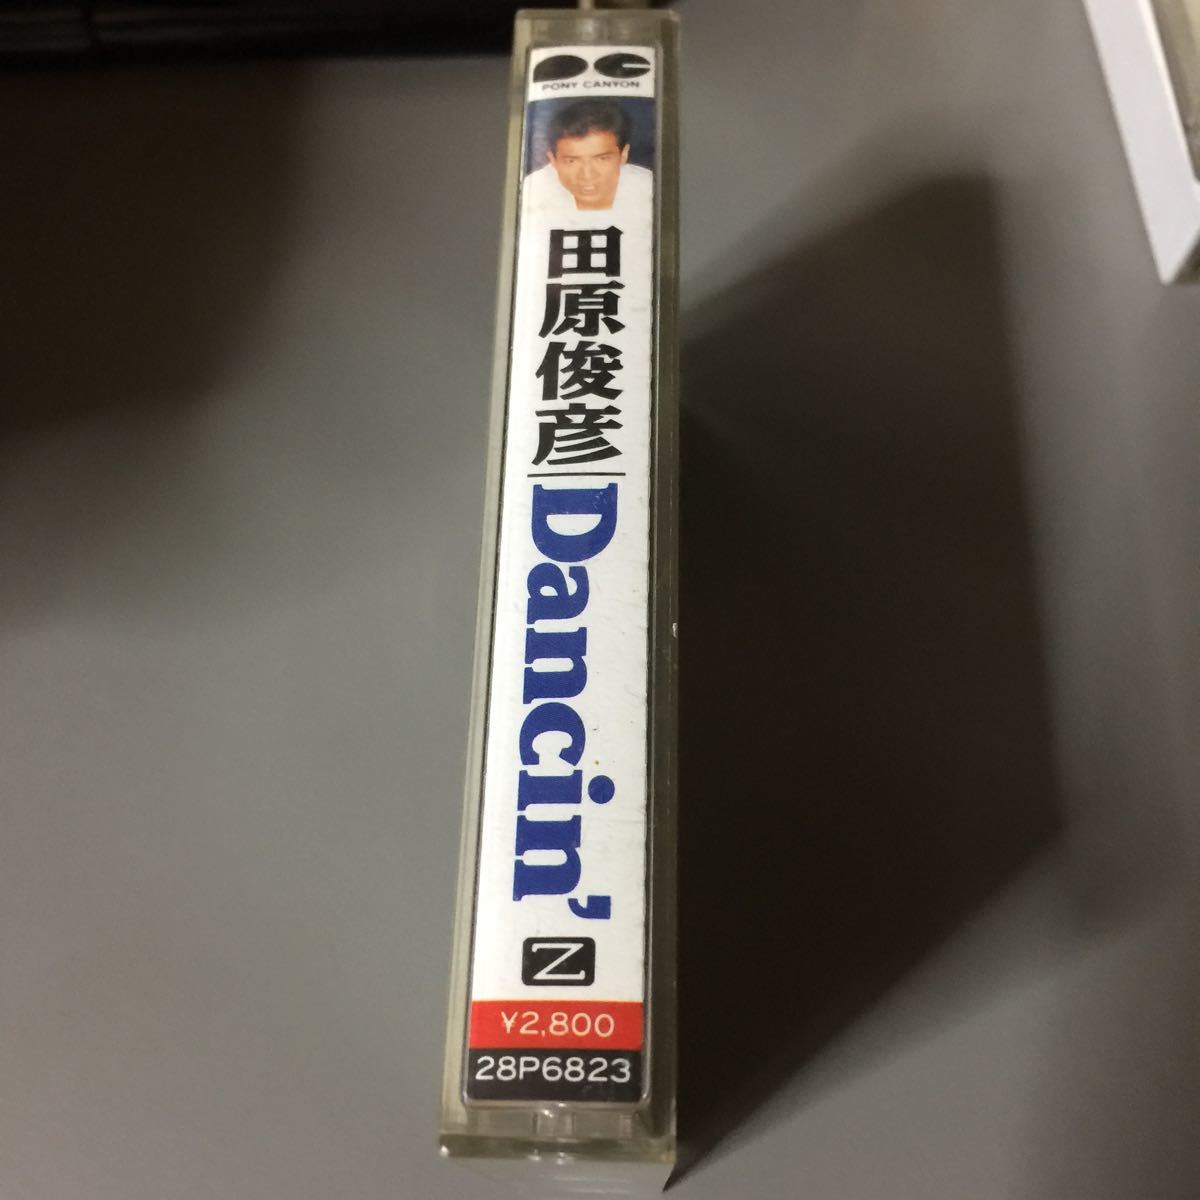 PONY CANYON
田原俊彦
Dancin'
Z
¥2,800
28P6823